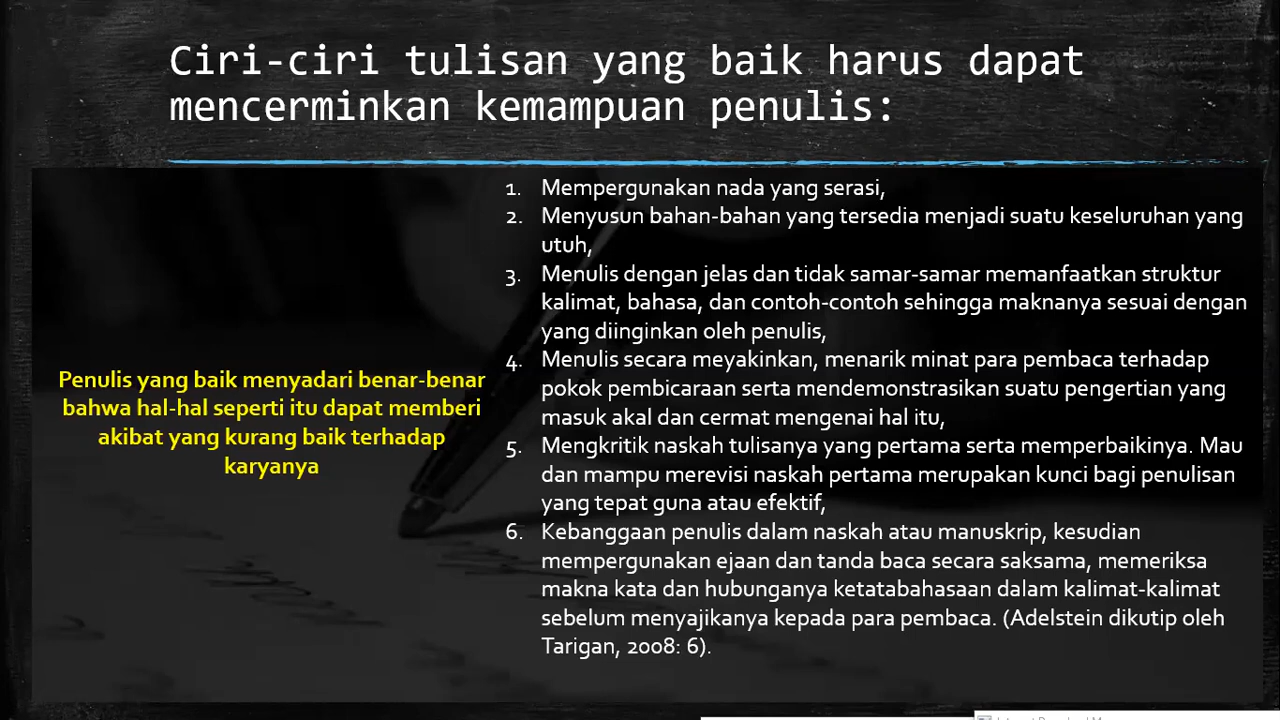 Ciri-ciri tulisan yang baik harus dapat
mencerminkan kemampuan penulis:
Penulis yang baik menyadari benar-benar
bahwa hal-hal seperti itu dapat memberi
akibat yang kurang baik terhadap
karyanya
1. Mempergunakan nada yang serasi,
2. Menyusun bahan-bahan yang tersedia menjadi suatu keseluruhan yang
utuh,
3. Menulis dengan jelas dan tidak samar-samar memanfaatkan struktur
kalimat, bahasa, dan contoh-contoh sehingga maknanya sesuai dengan
yang diinginkan oleh penulis,
4. Menulis secara meyakinkan, menarik minat para pembaca terhadap
pokok pembicaraan serta mendemonstrasikan suatu pengertian yang
masuk akal dan cermat mengenai hal itu,
5. Mengkritik naskah tulisanya yang pertama serta memperbaikinya. Mau
dan mampu merevisi naskah pertama merupakan kunci bagi penulisan
yang tepat guna atau efektif,
6. Kebanggaan penulis dalam naskah atau manuskrip, kesudian
mempergunakan ejaan dan tanda baca secara saksama, memeriksa
makna kata dan hubunganya ketatabahasaan dalam kalimat-kalimat
sebelum menyajikanya kepada para pembaca. (Adelstein dikutip oleh
Tarigan, 2008: 6).